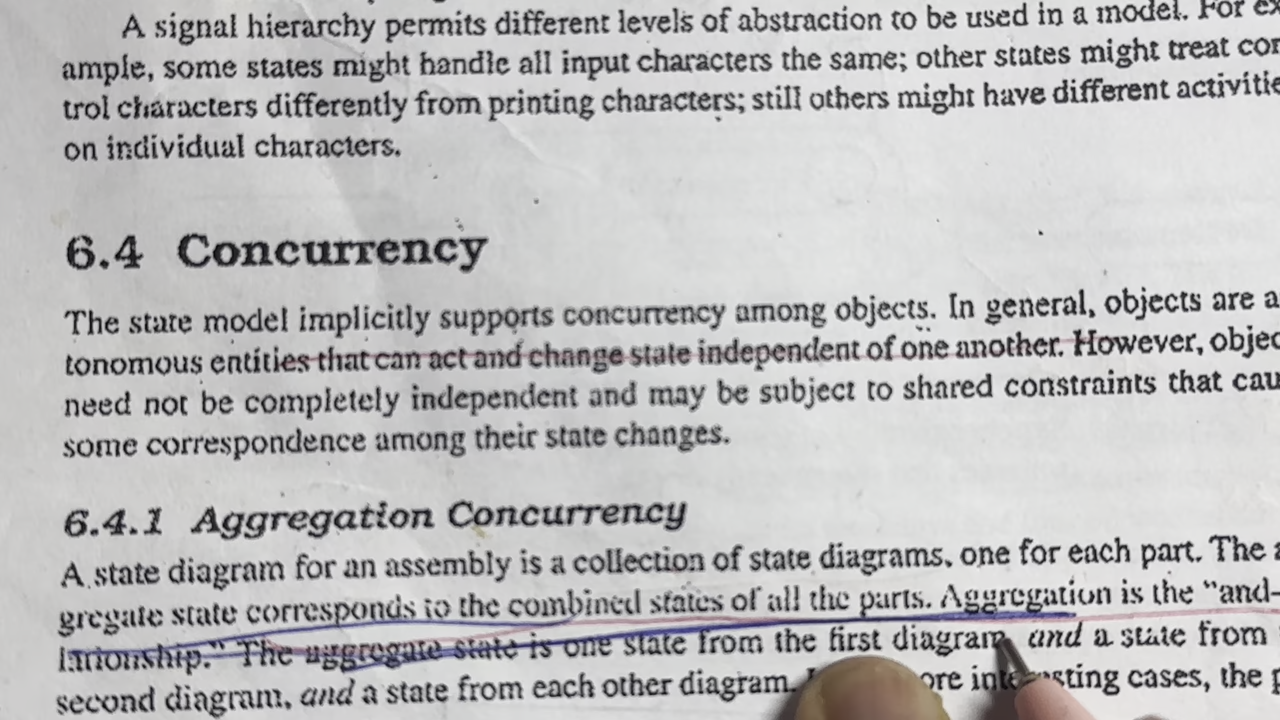 A signal hierarchy permits different levels of abstraction to be used in a model. For ex
ample, some states might handle all input characters the same; other states might treat con
trol characters differently from printing characters; still others might have different activitie
on individual characters.
6.4 Concurrency
The state model implicitly supports concurrency among objects. In general, objects are a
tonomous entities that can act and change state independent of one another. However, objec
need not be completely independent and may be subject to shared constraints that cau
some correspondence among their state changes.
6.4.1 Aggregation Concurrency
A state diagram for an assembly is a collection of state diagrams, one for each part. The a
gregate state corresponds to the combined states of all the parts. Aggregation is the "and-
lationship." The aggregate state is one state from the first diagram, and a state from
second diagram, and a state from each other diagram. ore interesting cases, the p